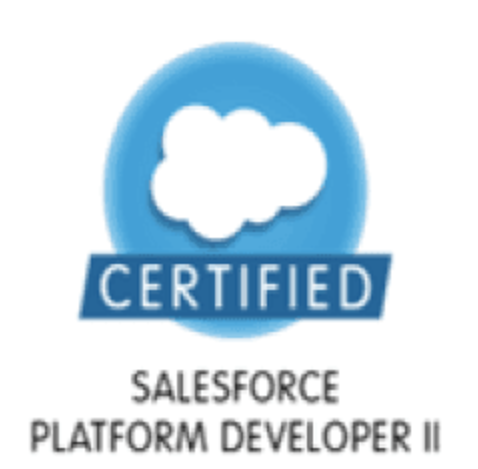 CERTIFIED
SALESFORCE
PLATFORM DEVELOPER II